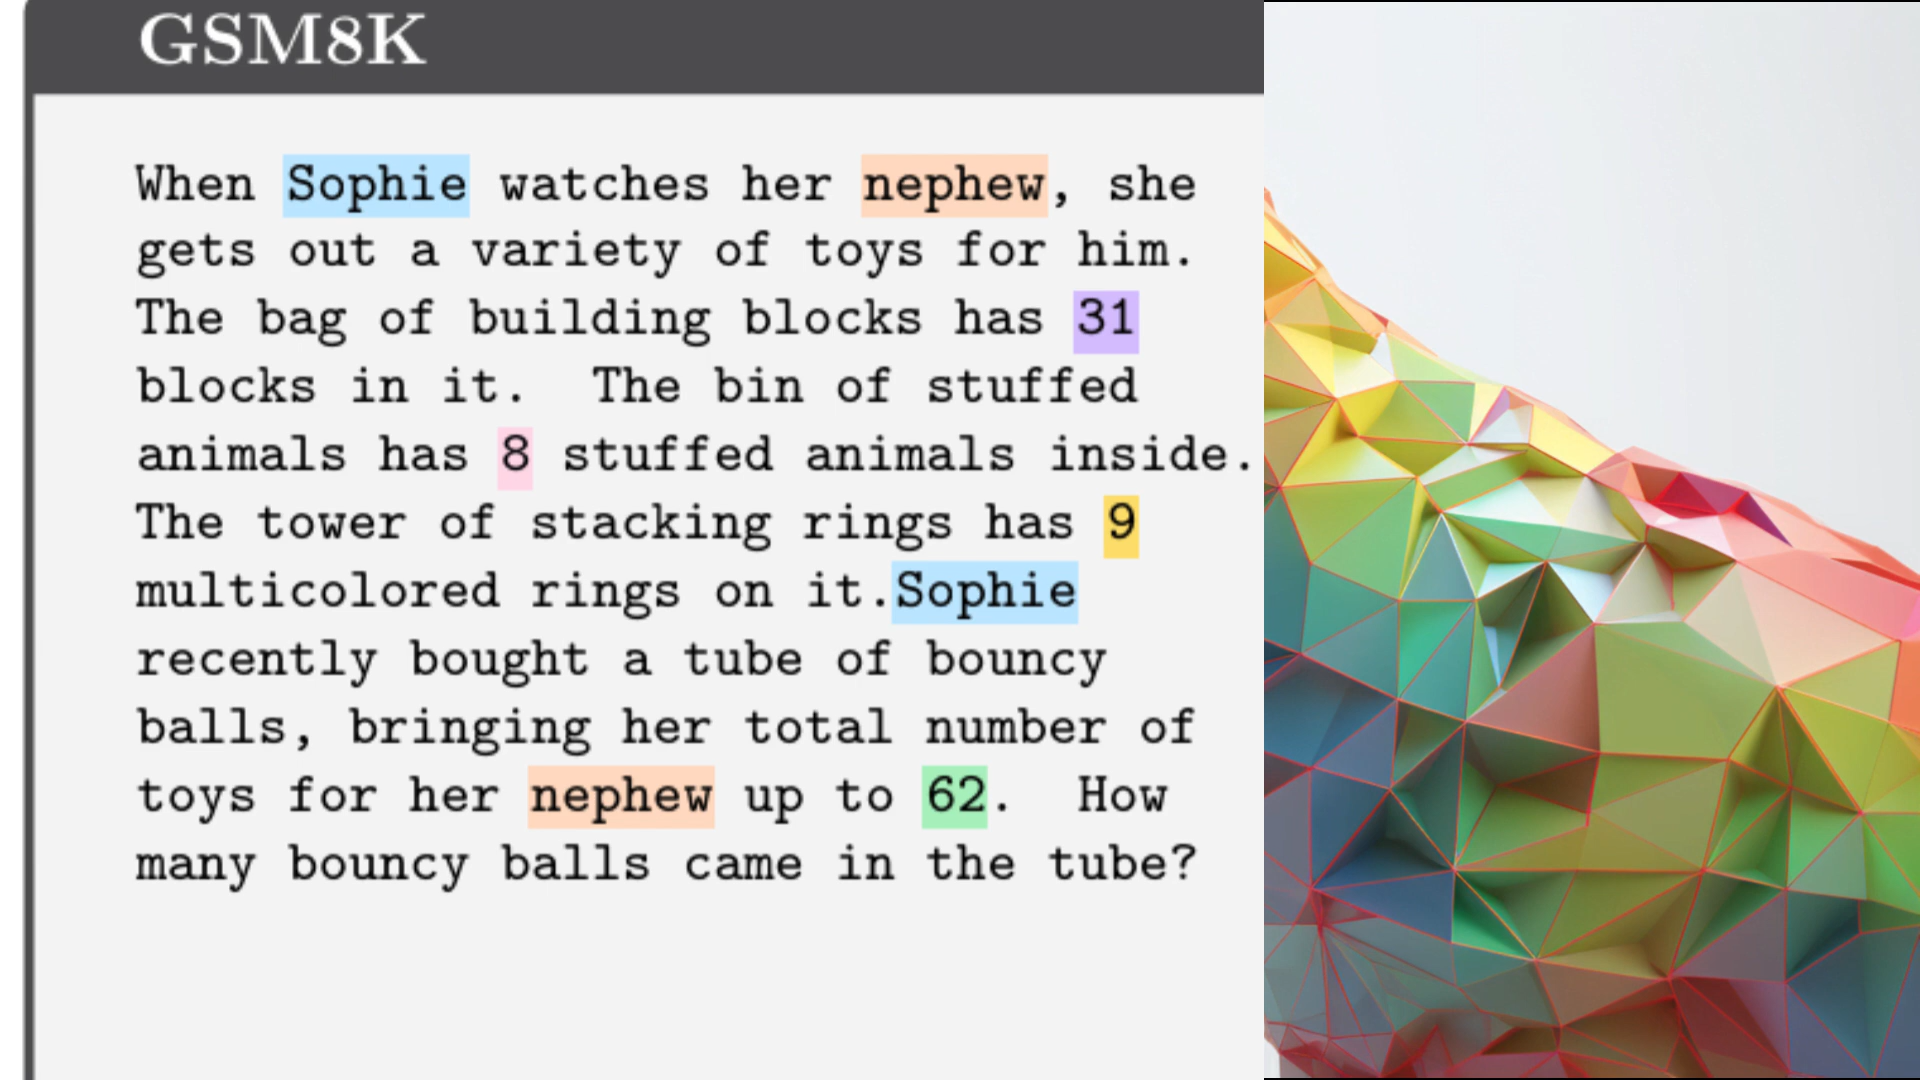 GSM8K
When Sophie watches her nephew, she
gets out a variety of toys for him.
The bag of building blocks has 31
blocks in it. The bin of stuffed
animals has 8 stuffed animals inside.
The tower of stacking rings has 9
multicolored rings on it.Sophie
recently bought a tube of bouncy
balls, bringing her total number of
toys for her nephew up to 62. How
many bouncy balls came in the tube?